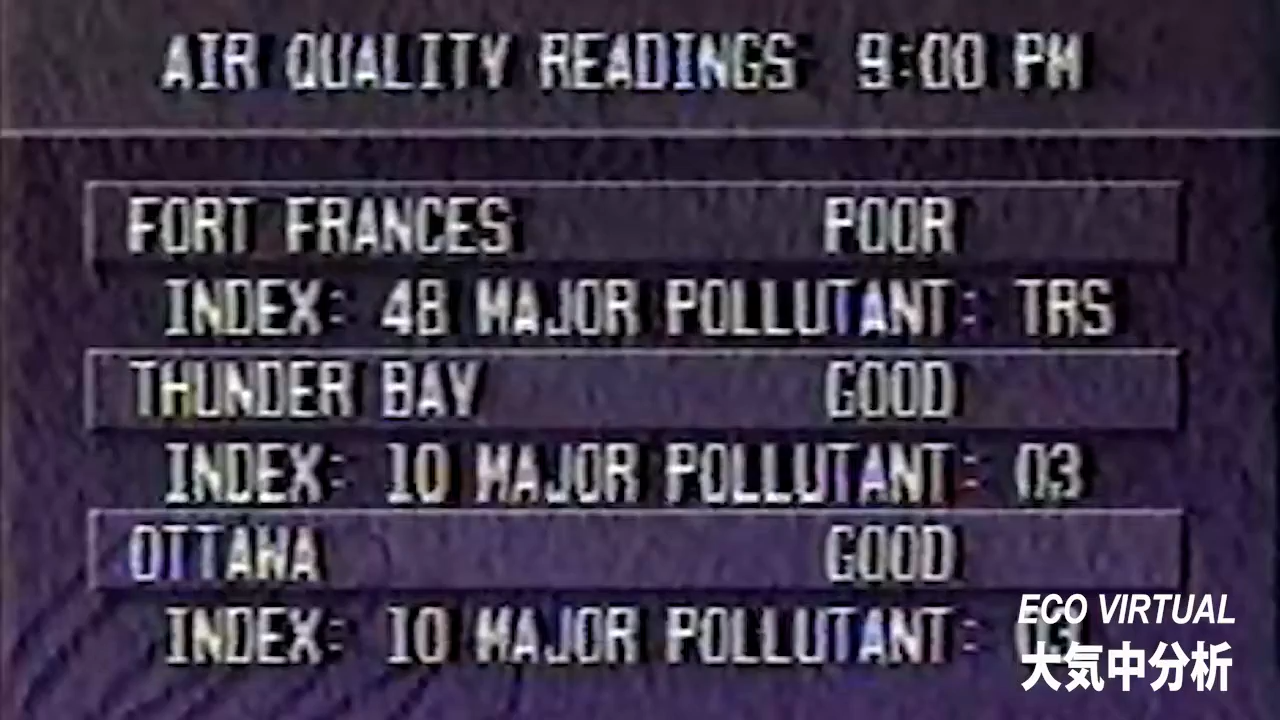 AIR QUALITY READINGS 9:00 PM
FORT FRANCES POOR
INDEX: 48 MAJOR POLLUTANT: TRS
THUNDER BAY GOOD
INDEX: 10 MAJOR POLLUTANT: O3
OTTAWA GOOD
INDEX: 10 MAJOR POLLUTANT: O3
ECO VIRTUAL
大気中分析